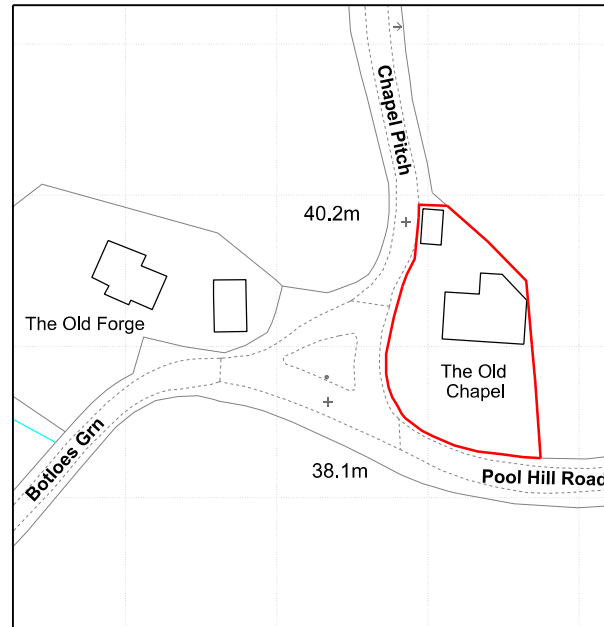 Chapel Pitch
40.2m
The Old Forge
The Old
Chapel
Botloes Grn
38.1m
Pool Hill Road